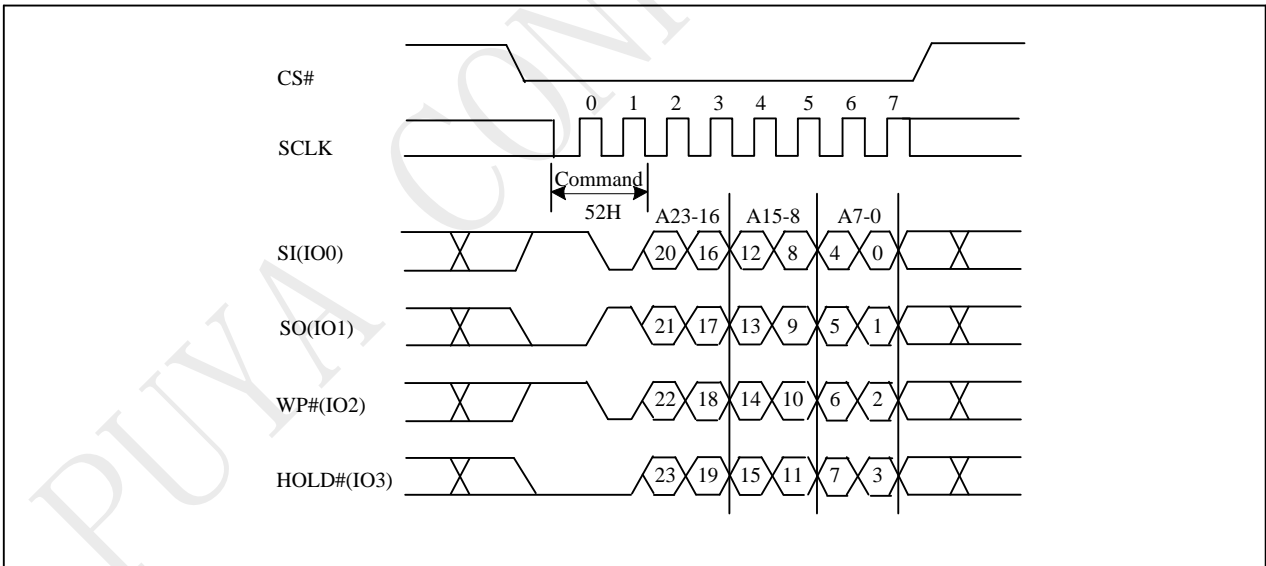 PUYA CONF
CS#
0 1 2 3 4 5 6 7
SCLK
Command
52H
A23-16 A15-8 A7-0
SI(IO0) 20 16 12 8 4 0
SO(IO1) 21 17 13 9 5 1
WP#(IO2) 22 18 14 10 6 2
HOLD#(IO3) 23 19 15 11 7 3